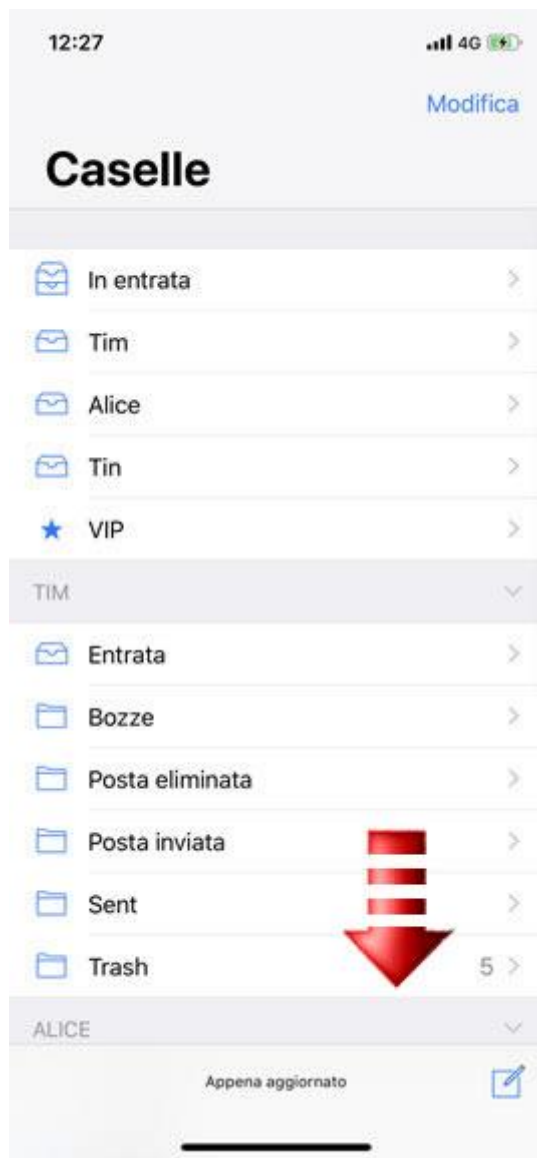 12:27 4G
Modifica
Caselle
In entrata
Tim
Alice
Tin
VIP
TIM
Entrata
Bozze
Posta eliminata
Posta inviata
Sent
Trash 5
ALICE
Appena aggiornato